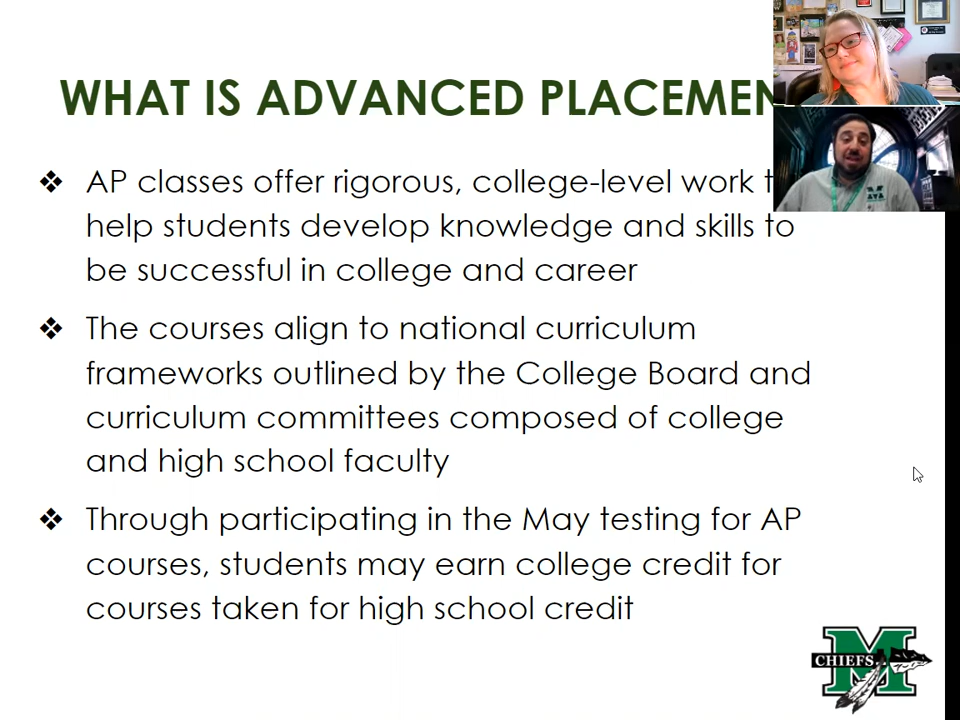 WHAT IS ADVANCED PLACEMEN
❖ AP classes offer rigorous, college-level work t
help students develop knowledge and skills to
be successful in college and career
❖ The courses align to national curriculum
frameworks outlined by the College Board and
curriculum committees composed of college
and high school faculty
❖ Through participating in the May testing for AP
courses, students may earn college credit for
courses taken for high school credit
M
M
CHIEFS